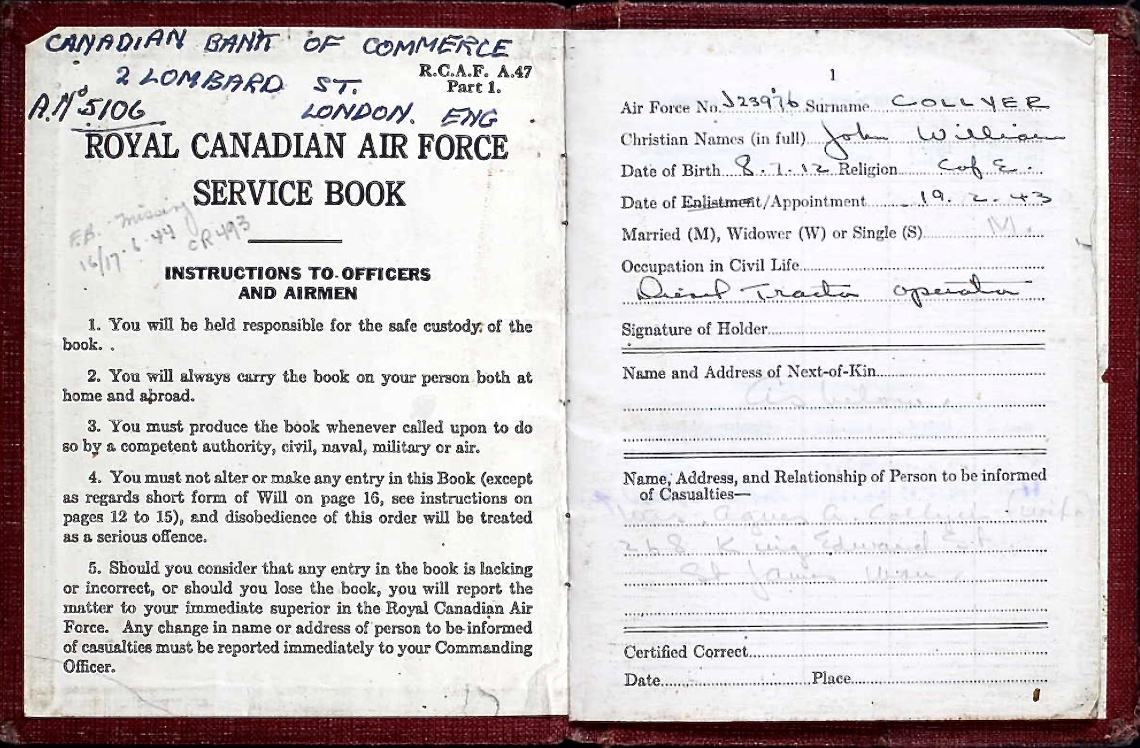 CANADIAN BANK OF COMMERCE
2 LOMBARD ST.
R.C.A.F. A.47
Part 1.
A.No 5106 LONDON. ENG
ROYAL CANADIAN AIR FORCE
SERVICE BOOK
F.B. Missing
16/17-6-44 CR493
INSTRUCTIONS TO OFFICERS
AND AIRMEN
1. You will be held responsible for the safe custody of the
book.
2. You will always carry the book on your person both at
home and abroad.
3. You must produce the book whenever called upon to do
so by a competent authority, civil, naval, military or air.
4. You must not alter or make any entry in this Book (except
as regards short form of Will on page 16, see instructions on
pages 12 to 15), and disobedience of this order will be treated
as a serious offence.
5. Should you consider that any entry in the book is lacking
or incorrect, or should you lose the book, you will report the
matter to your immediate superior in the Royal Canadian Air
Force. Any change in name or address of person to be informed
of casualties must be reported immediately to your Commanding
Officer.
1
Air Force No. J23976 Surname COLLYER
Christian Names (in full) John William
Date of Birth 8.7.12 Religion C of E.
Date of Enlistment/Appointment 19.2.43
Married (M), Widower (W) or Single (S) M.
Occupation in Civil Life
Diesel Tractor operator
Signature of Holder
Name and Address of Next-of-Kin
As below.
Name, Address, and Relationship of Person to be informed
of Casualties—
Mrs. Agnes A. Collyer (wife
268 King Edward St.
St James Man
Certified Correct
Date Place